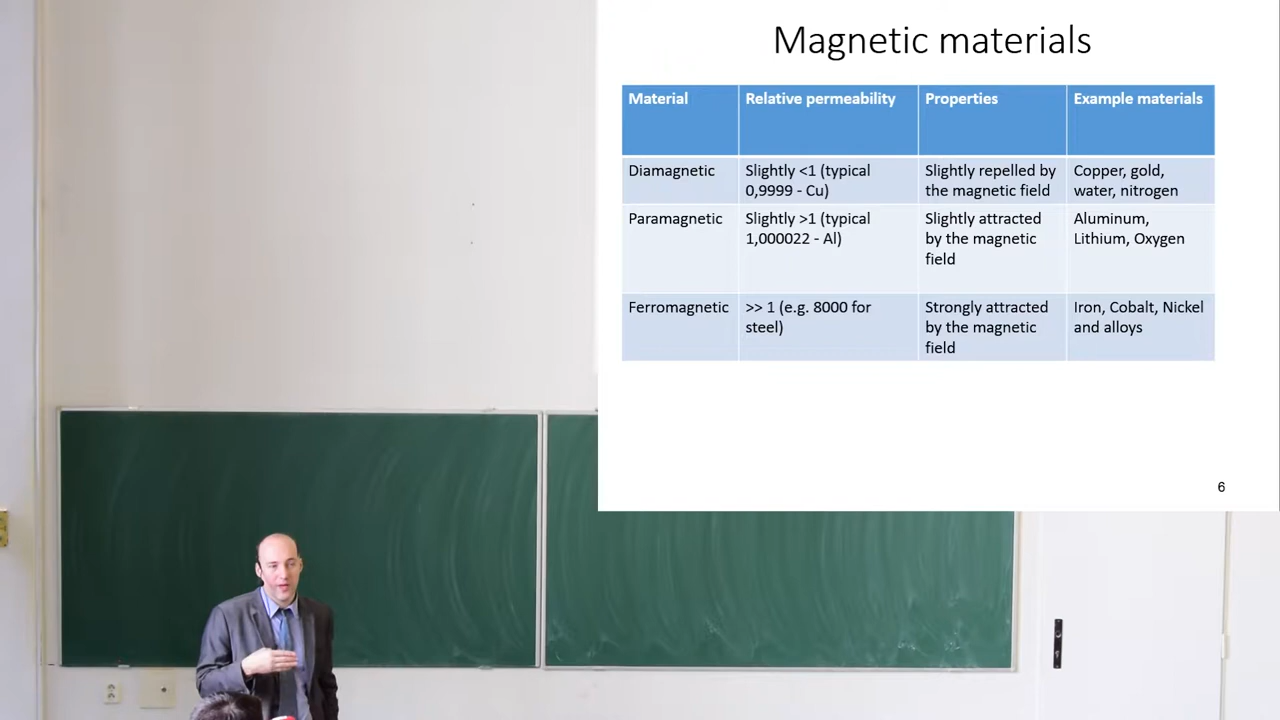 Magnetic materials
Material Relative permeability Properties Example materials
Diamagnetic Slightly <1 (typical Slightly repelled by Copper, gold,
0,9999 - Cu) the magnetic field water, nitrogen
Paramagnetic Slightly >1 (typical Slightly attracted Aluminum,
1,000022 - Al) by the magnetic Lithium, Oxygen
field
Ferromagnetic >> 1 (e.g. 8000 for Strongly attracted Iron, Cobalt, Nickel
steel) by the magnetic and alloys
field
6